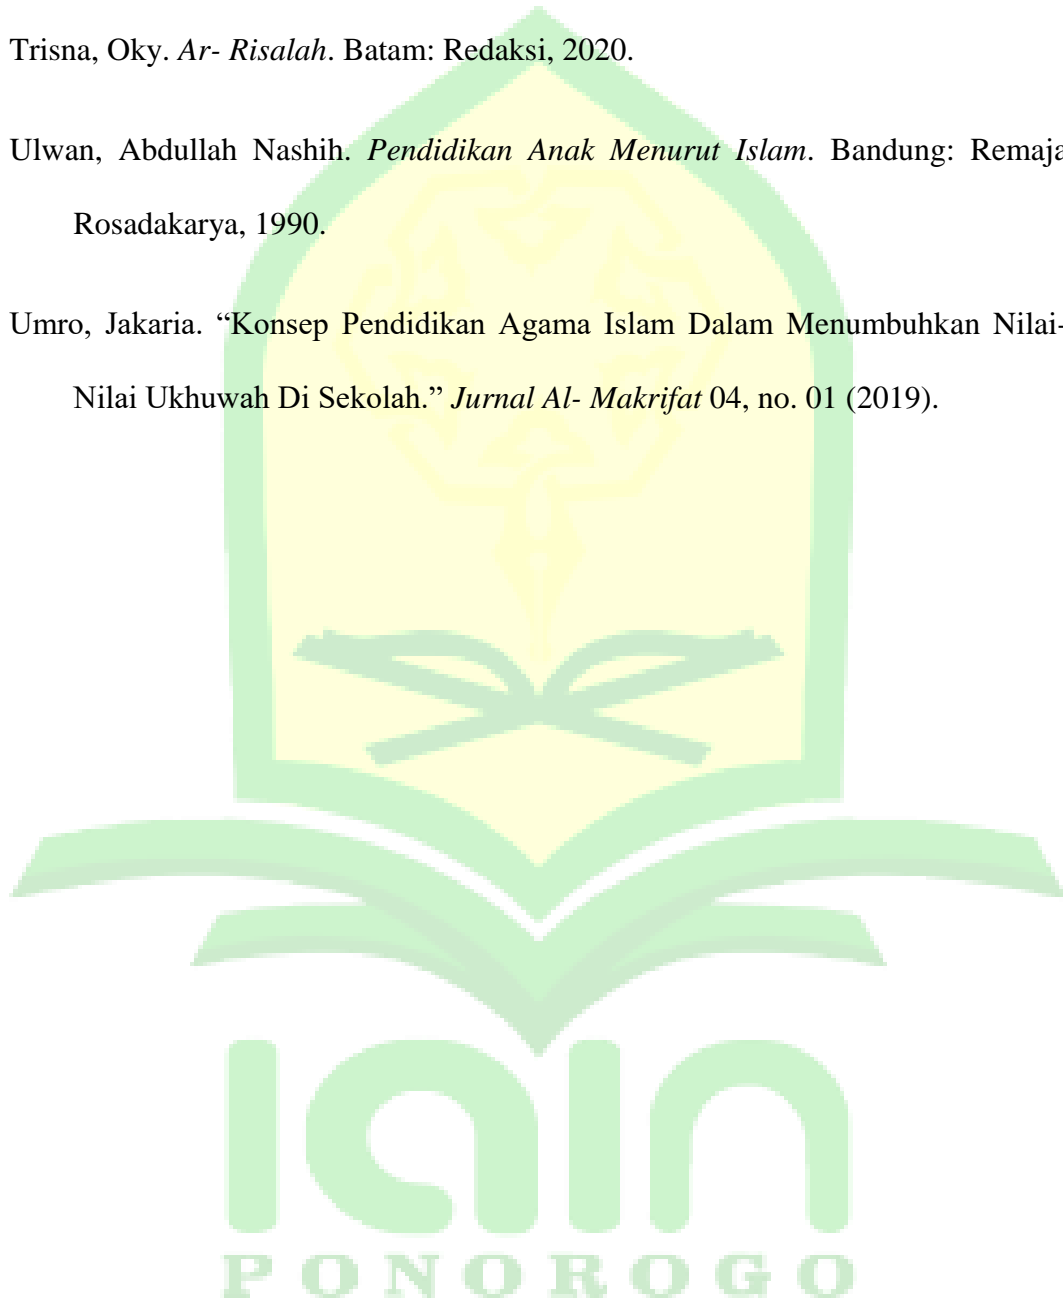 Trisna, Oky. Ar- Risalah. Batam: Redaksi, 2020.
Ulwan, Abdullah Nashih. Pendidikan Anak Menurut Islam. Bandung: Remaja
Rosadakarya, 1990.
Umro, Jakaria. “Konsep Pendidikan Agama Islam Dalam Menumbuhkan Nilai-
Nilai Ukhuwah Di Sekolah.” Jurnal Al- Makrifat 04, no. 01 (2019).
IAIN
PONOROGO